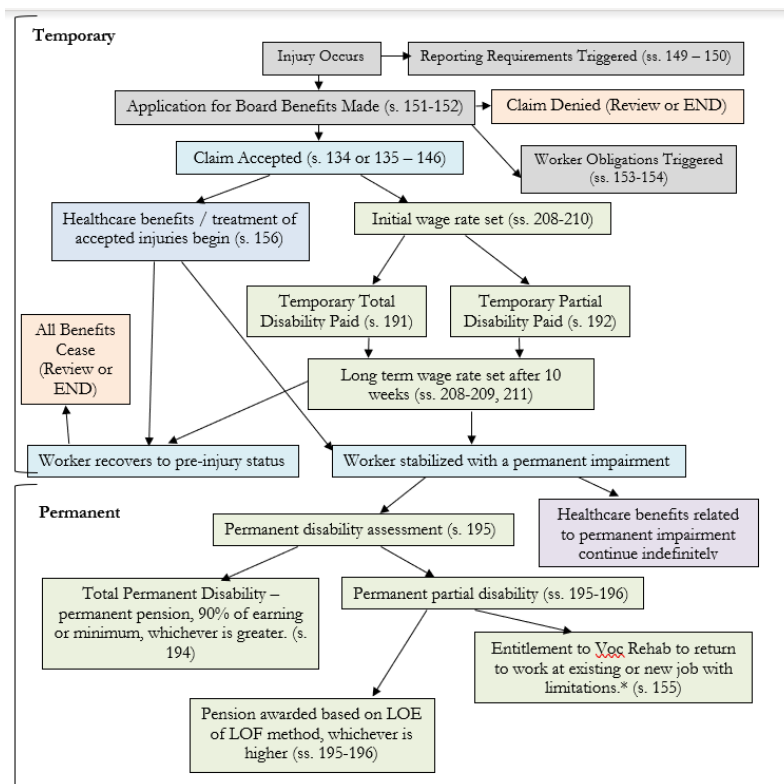 Temporary
Injury Occurs
Reporting Requirements Triggered (ss. 149 – 150)
Application for Board Benefits Made (s. 151-152)
Claim Denied (Review or END)
Claim Accepted (s. 134 or 135 – 146)
Worker Obligations Triggered
(ss. 153-154)
Healthcare benefits / treatment of
accepted injuries begin (s. 156)
Initial wage rate set (ss. 208-210)
Temporary Total
Disability Paid (s. 191)
Temporary Partial
Disability Paid (s. 192)
All Benefits
Cease
(Review or
END)
Long term wage rate set after 10
weeks (ss. 208-209, 211)
Worker recovers to pre-injury status
Worker stabilized with a permanent impairment
Permanent
Permanent disability assessment (s. 195)
Healthcare benefits related
to permanent impairment
continue indefinitely
Total Permanent Disability –
permanent pension, 90% of earning
or minimum, whichever is greater. (s.
194)
Permanent partial disability (ss. 195-196)
Entitlement to Voc Rehab to return
to work at existing or new job with
limitations.* (s. 155)
Pension awarded based on LOE
of LOF method, whichever is
higher (ss. 195-196)